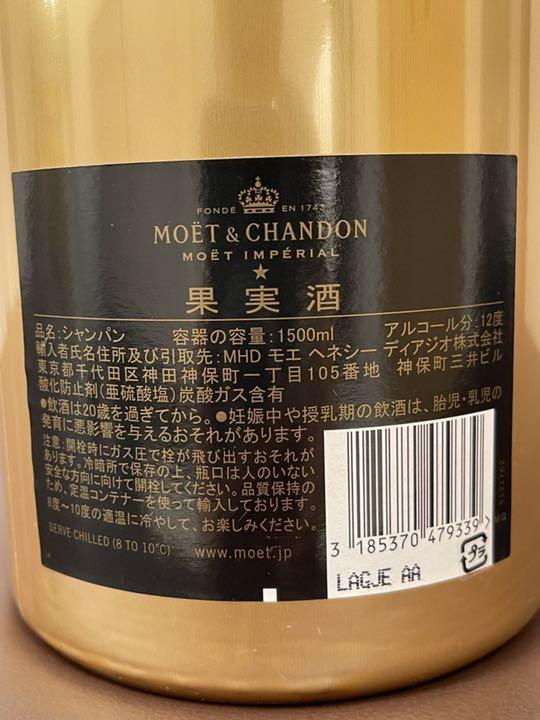 FONDÉ EN 1743
MOËT & CHANDON
MOËT IMPÉRIAL
果実酒
品名:シャンパン 容器の容量:1500ml アルコール分:12度
輸入者氏名住所及び引取先:MHD モエ ヘネシー ディアジオ株式会社
東京都千代田区神田神保町一丁目105番地 神保町三井ビル
酸化防止剤(亜硫酸塩)炭酸ガス含有
●飲酒は20歳を過ぎてから。●妊娠中や授乳期の飲酒は、胎児・乳児の
発育に悪影響を与えるおそれがあります。
注意:開栓時にガス圧で栓が飛び出すおそれが
あります。冷暗所で保存の上、瓶口は人のいない
安全な方向に向けて開栓してください。品質保持の
ため、定温コンテナーを使って輸入しております。
8度~10度の適温に冷やして、お楽しみください。
SERVE CHILLED (8 TO 10°C) www.moet.jp
3 185370 479339
プラ
LAGJE AA